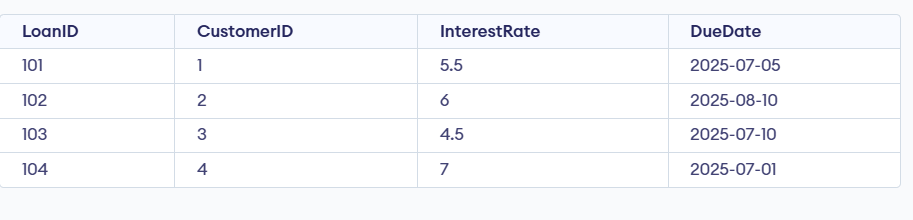 LoanID CustomerID InterestRate DueDate
101 1 5.5 2025-07-05
102 2 6 2025-08-10
103 3 4.5 2025-07-10
104 4 7 2025-07-01